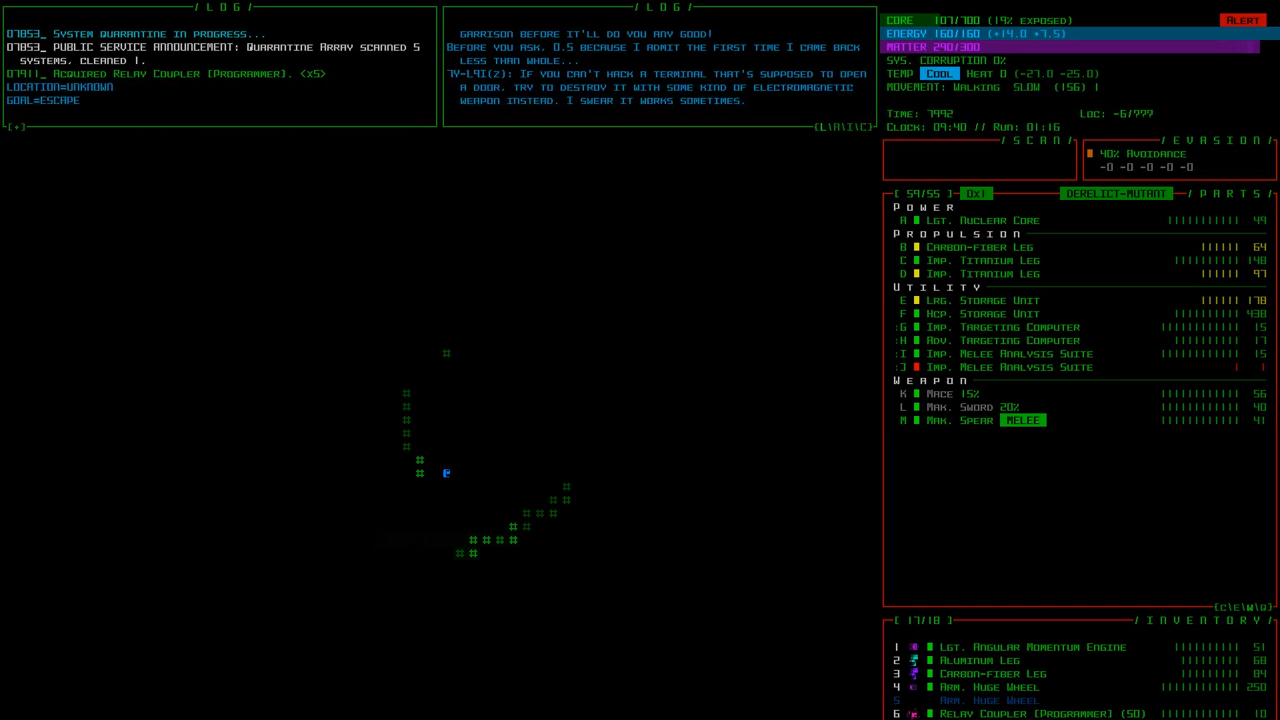 / L O G /
07853_ System quarantine in progress...
07853_ Public Service Announcement: Quarantine Array scanned 5
systems, cleaned 1.
07911_ Acquired Relay Coupler [Programmer]. <x5>
LOCATION=UNKNOWN
GOAL=ESCAPE
[+]
/ L O G /
garrison before it'll do you any good!
Before you ask, 0.5 because I admit the first time I came back
less than whole...
7V-L9I(z): If you can't hack a terminal that's supposed to open
a door, try to destroy it with some kind of electromagnetic
weapon instead. I swear it works sometimes.
{L\A\I\C}
Core 107/700 (19% exposed) Alert
Energy 160/160 (+14.0 +7.5)
Matter 290/300
Sys. Corruption 0%
Temp Cool Heat 0 (-27.0 -25.0)
Movement: Walking Slow (156) 1
Time: 7992 Loc: -6/???
Clock: 09:40 // Run: 01:16
/ S C A N /
/ E V A S I O N /
40% Avoidance
-0 -0 -0 -0 -0
[ 59/55 ] 0x1 DERELICT-MUTANT / P A R T S /
P o w e r
A Lgt. Nuclear Core 49
P r o p u l s i o n
B Carbon-fiber Leg 64
C Imp. Titanium Leg 148
D Imp. Titanium Leg 97
U t i l i t y
E Lrg. Storage Unit 178
F Hcp. Storage Unit 438
:G Imp. Targeting Computer 15
:H Adv. Targeting Computer 17
:I Imp. Melee Analysis Suite 15
:J Imp. Melee Analysis Suite 1
W e a p o n
K Mace 15% 56
L Mak. Sword 20% 40
M Mak. Spear MELEE 41
{C\E\W\Q}
[ 17/18 ] / I N V E N T O R Y /
1 Lgt. Angular Momentum Engine 51
2 Aluminum Leg 68
3 Carbon-fiber Leg 84
4 Arm. Huge Wheel 250
5 Arm. Huge Wheel
6 Relay Coupler [Programmer] (50) 10